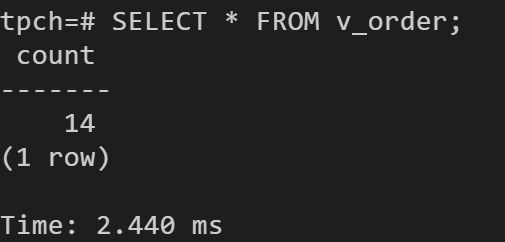 tpch=# SELECT * FROM v_order;
 count
-------
    14
(1 row)

Time: 2.440 ms